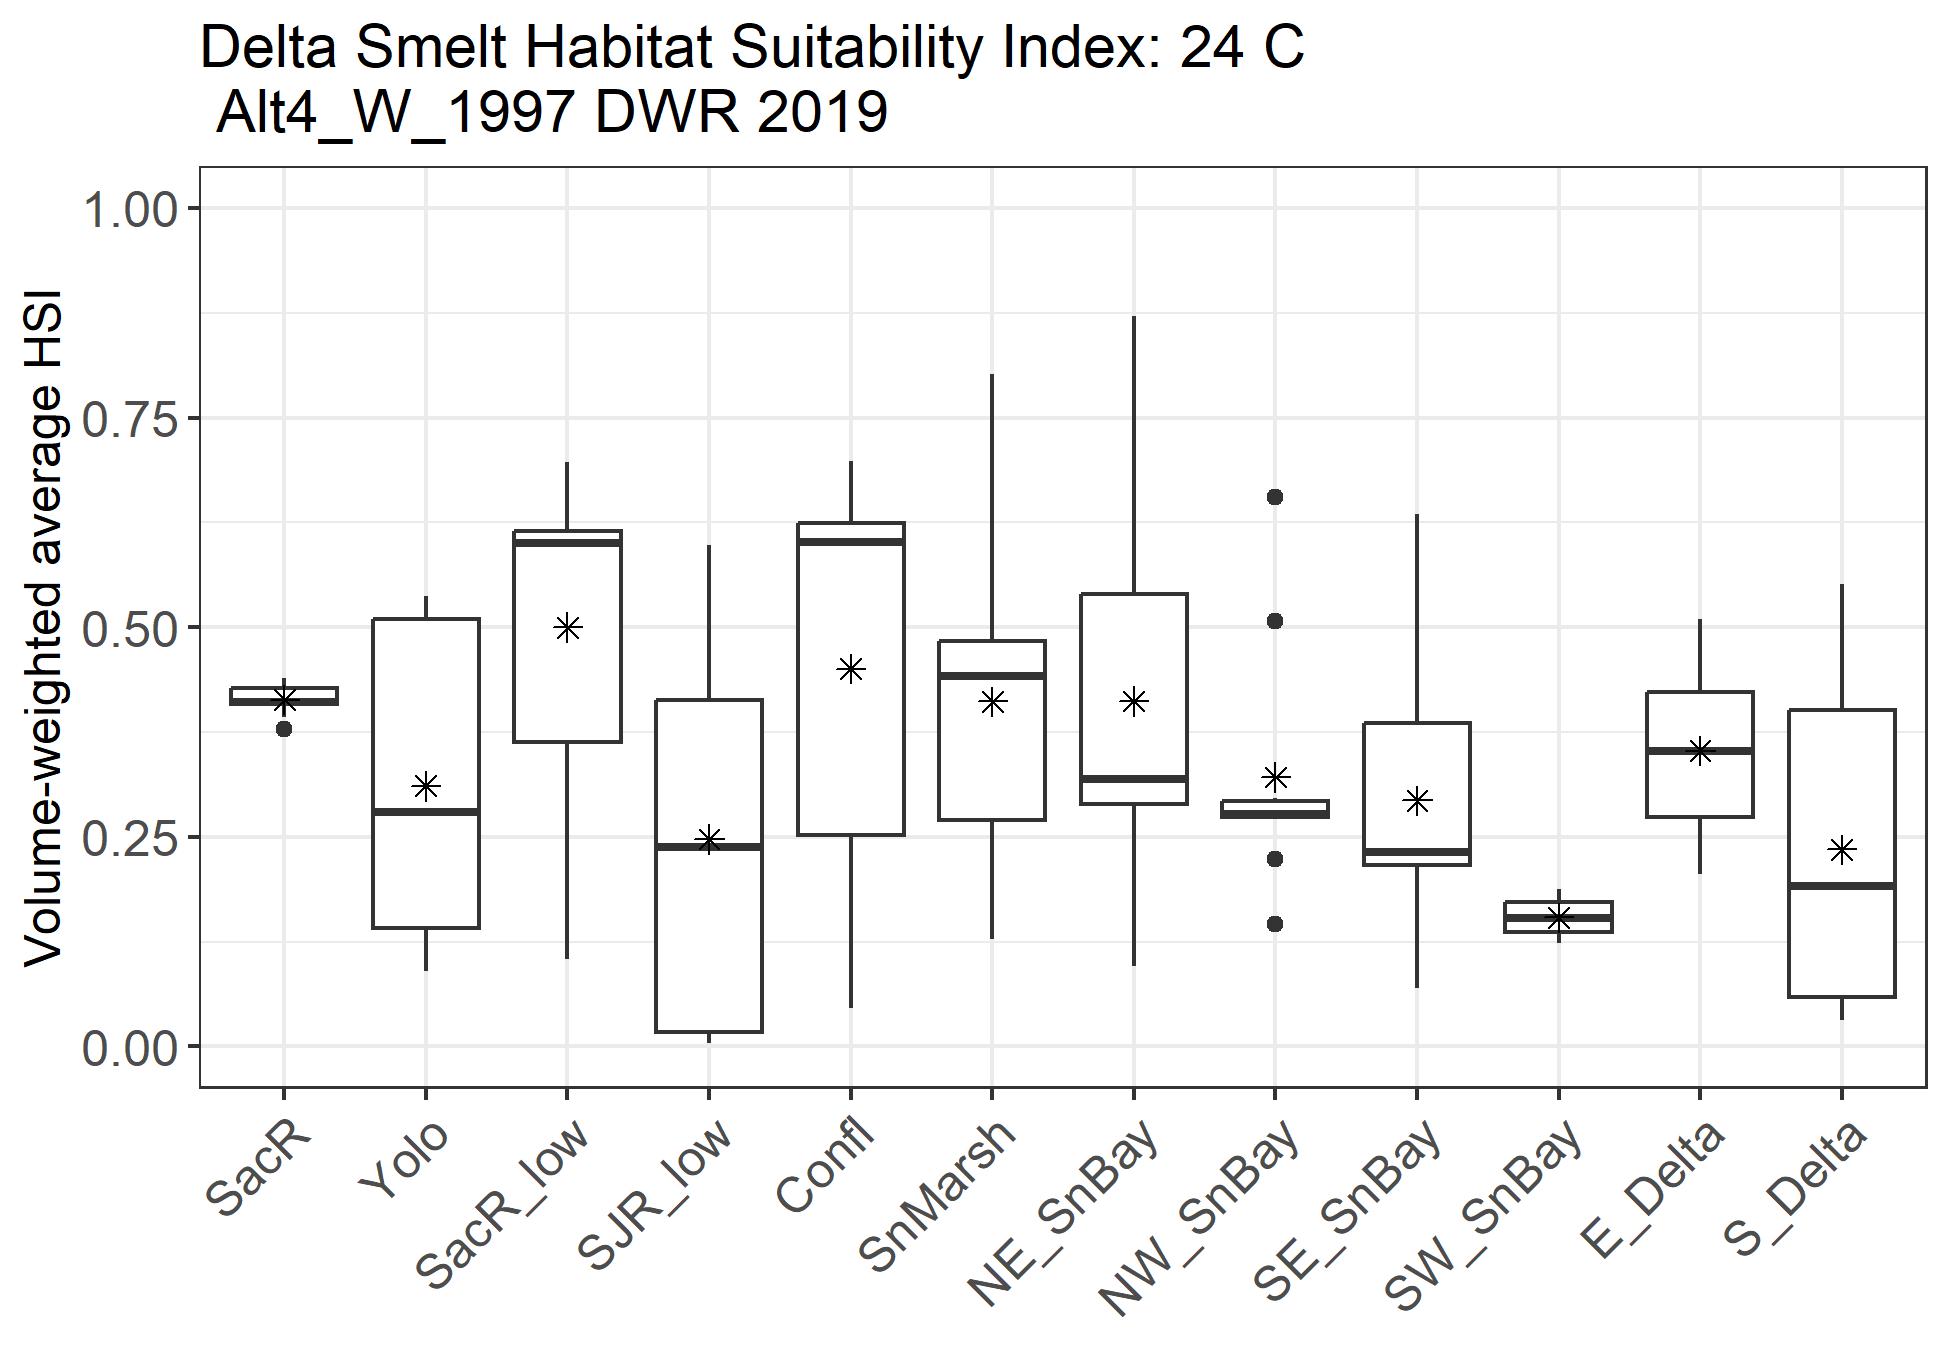 Delta Smelt Habitat Suitability Index: 24 C
Alt4_W_1997 DWR 2019
Volume-weighted average HSI
1.00
0.75
0.50
0.25
0.00
SacR
Yolo
SacR_low
SJR_low
Confl
SnMarsh
NE_SnBay
NW_SnBay
SE_SnBay
SW_SnBay
E_Delta
S_Delta